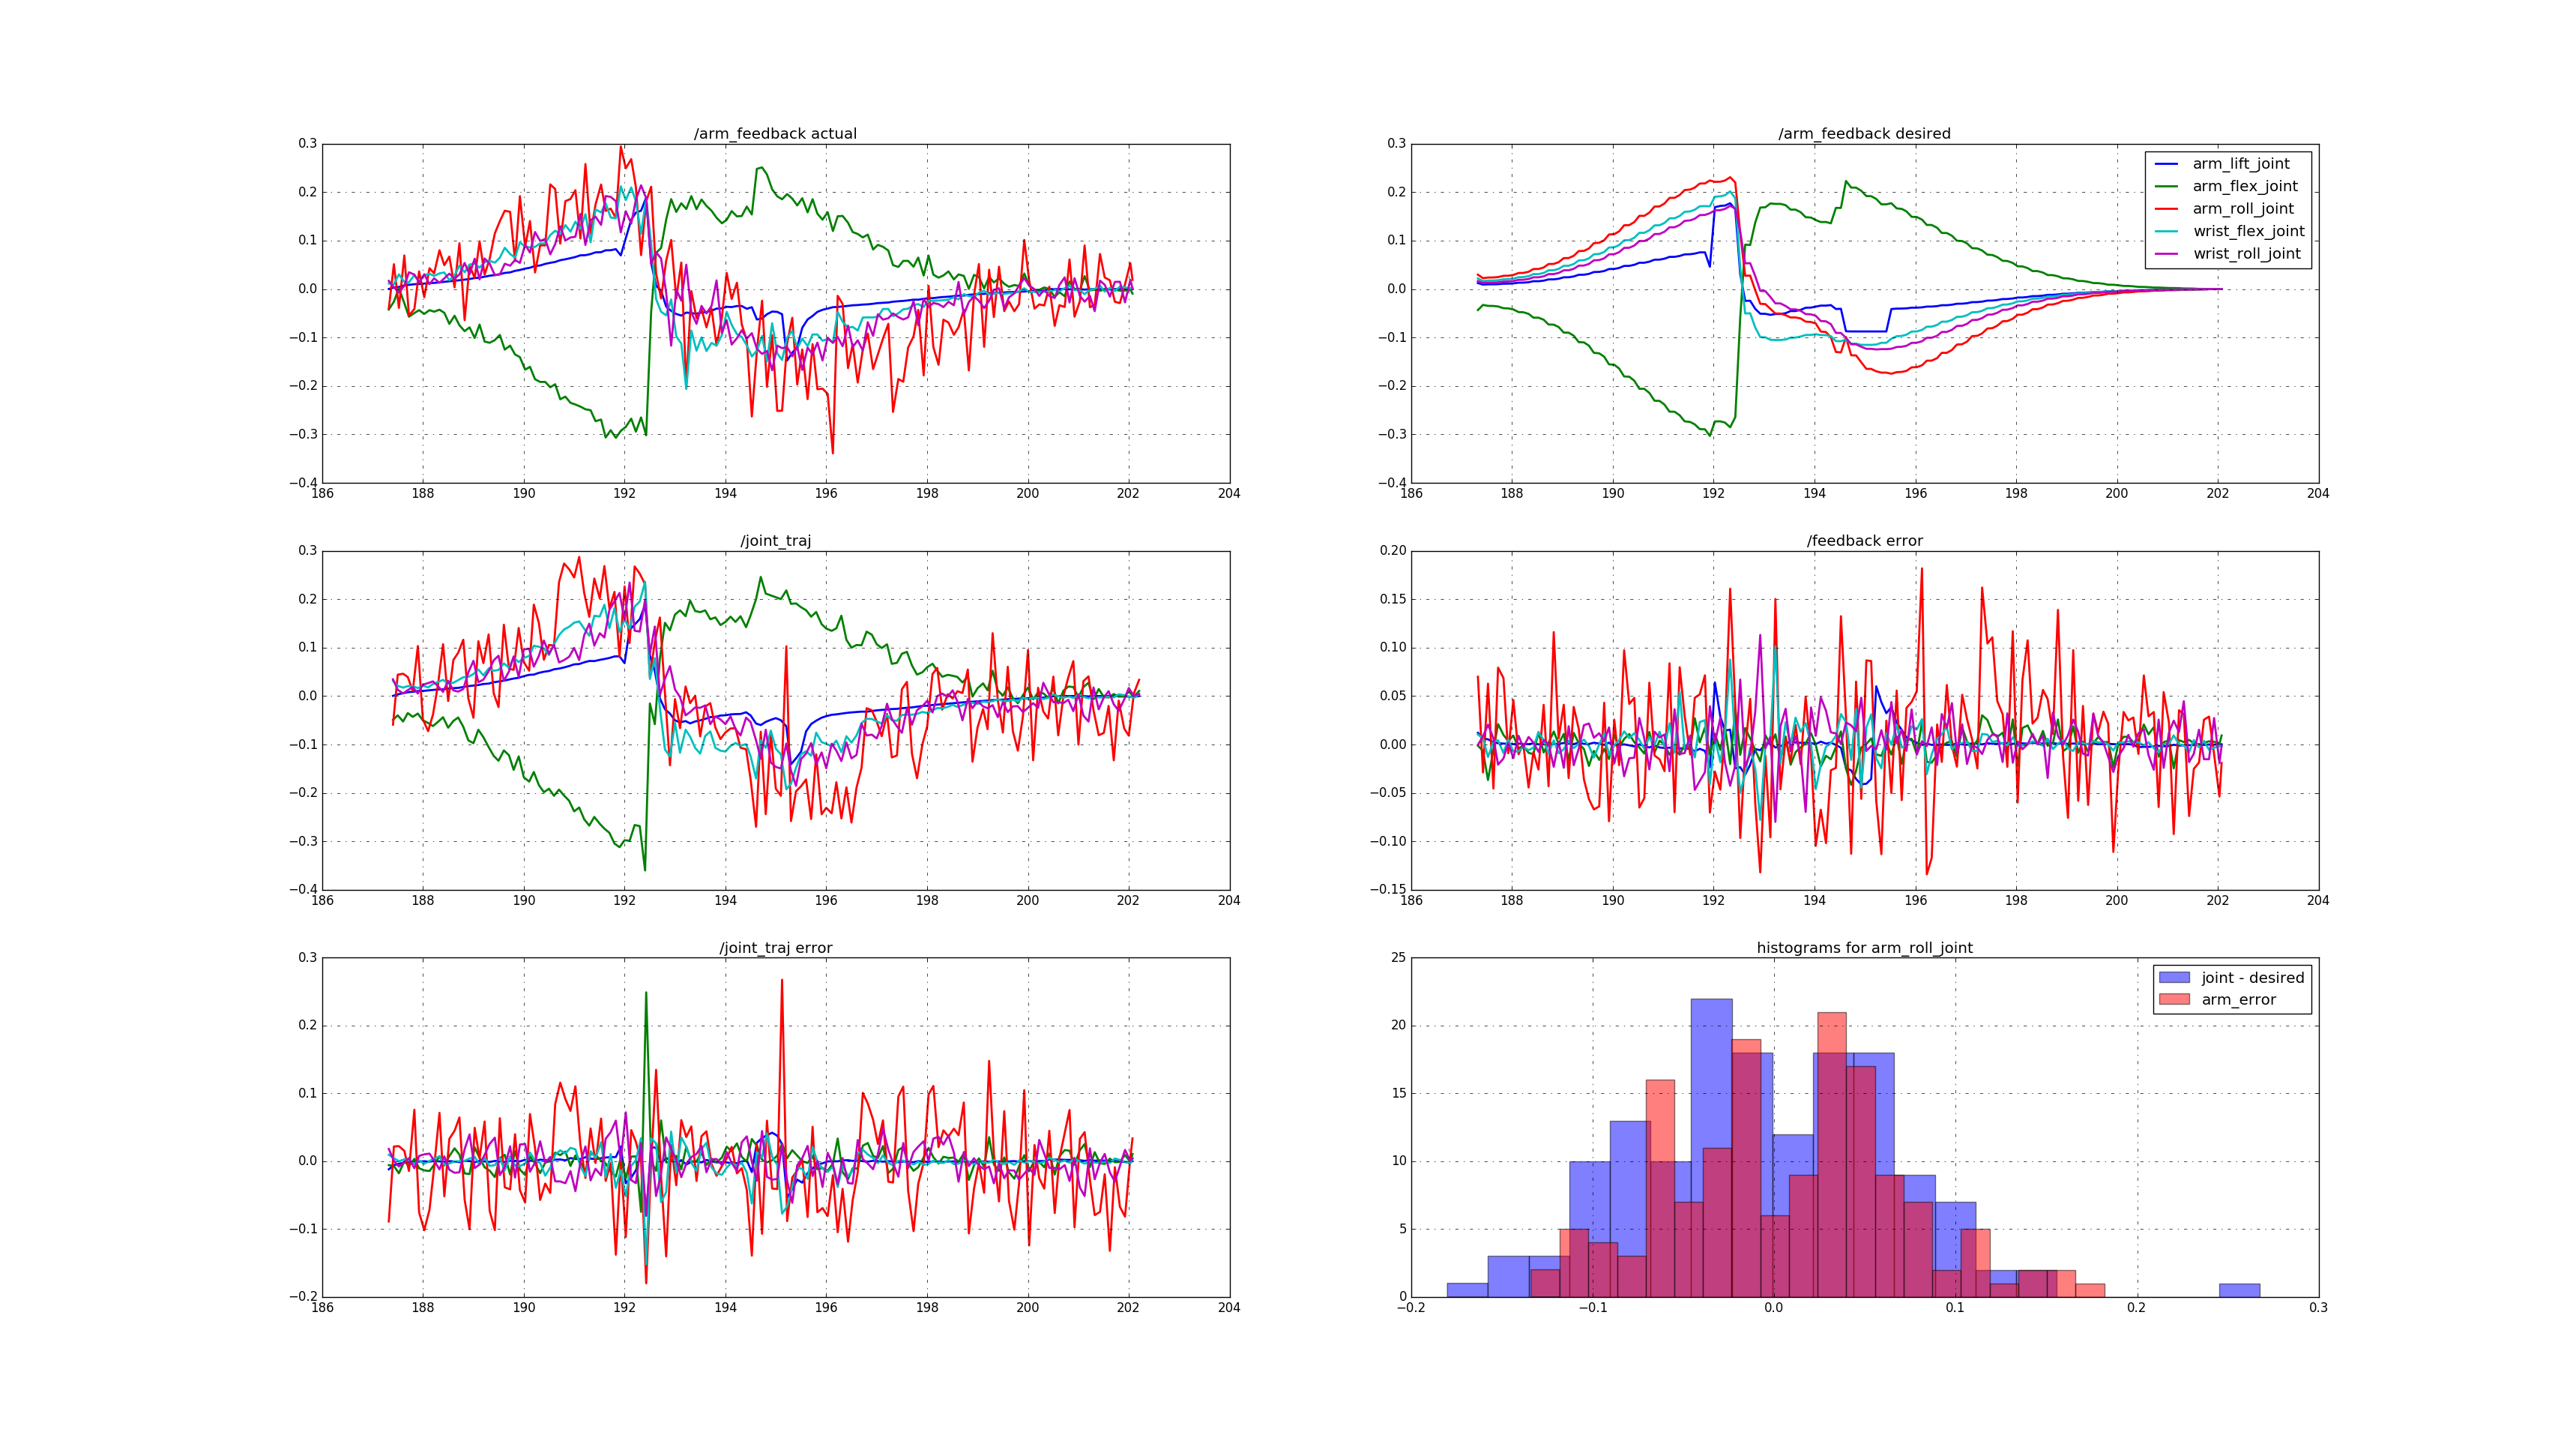 /arm_feedback actual
0.3
0.2
0.1
0.0
−0.1
−0.2
−0.3
−0.4
186 188 190 192 194 196 198 200 202 204
/arm_feedback desired
0.3
0.2
0.1
0.0
−0.1
−0.2
−0.3
−0.4
186 188 190 192 194 196 198 200 202 204
arm_lift_joint
arm_flex_joint
arm_roll_joint
wrist_flex_joint
wrist_roll_joint
/joint_traj
0.3
0.2
0.1
0.0
−0.1
−0.2
−0.3
−0.4
186 188 190 192 194 196 198 200 202 204
/feedback error
0.20
0.15
0.10
0.05
0.00
−0.05
−0.10
−0.15
186 188 190 192 194 196 198 200 202 204
/joint_traj error
0.3
0.2
0.1
0.0
−0.1
−0.2
186 188 190 192 194 196 198 200 202 204
histograms for arm_roll_joint
25
20
15
10
5
0
−0.2 −0.1 0.0 0.1 0.2 0.3
joint - desired
arm_error